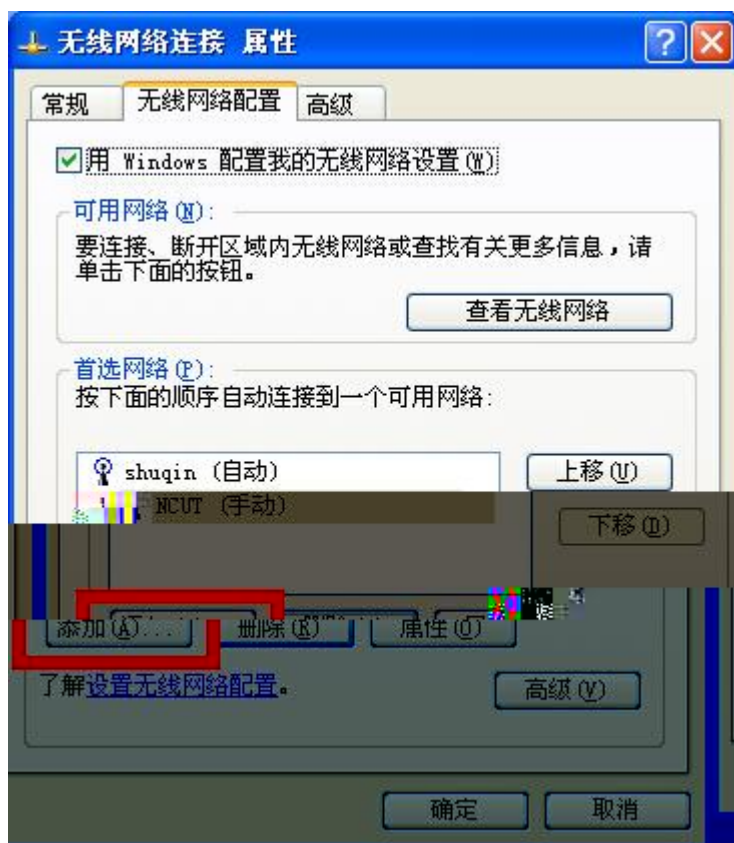 无线网络连接 属性
常规 无线网络配置 高级
用 Windows 配置我的无线网络设置(W)
可用网络(N):
要连接、断开区域内无线网络或查找有关更多信息，请
单击下面的按钮。
查看无线网络
首选网络(P):
按下面的顺序自动连接到一个可用网络:
shuqin (自动) 上移(U)
NCUT (手动)
下移(D)
添加(A)... 删除(R) 属性(O)
了解设置无线网络配置。 高级(V)
确定 取消